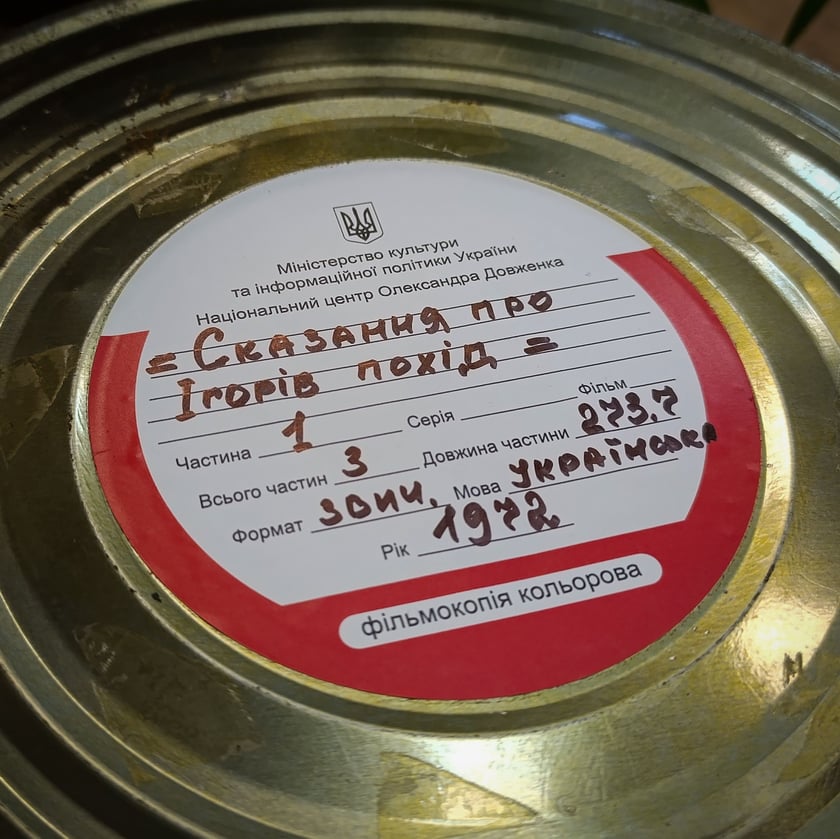 Міністерство культури
та інформаційної політики України
Національний центр Олександра Довженка
= Сказання про
Ігорів похід =
Частина 1 Серія Фільм
Всього частин 3 Довжина частини 273,7
Формат звич. Мова українська
Рік 1972
фільмокопія кольорова